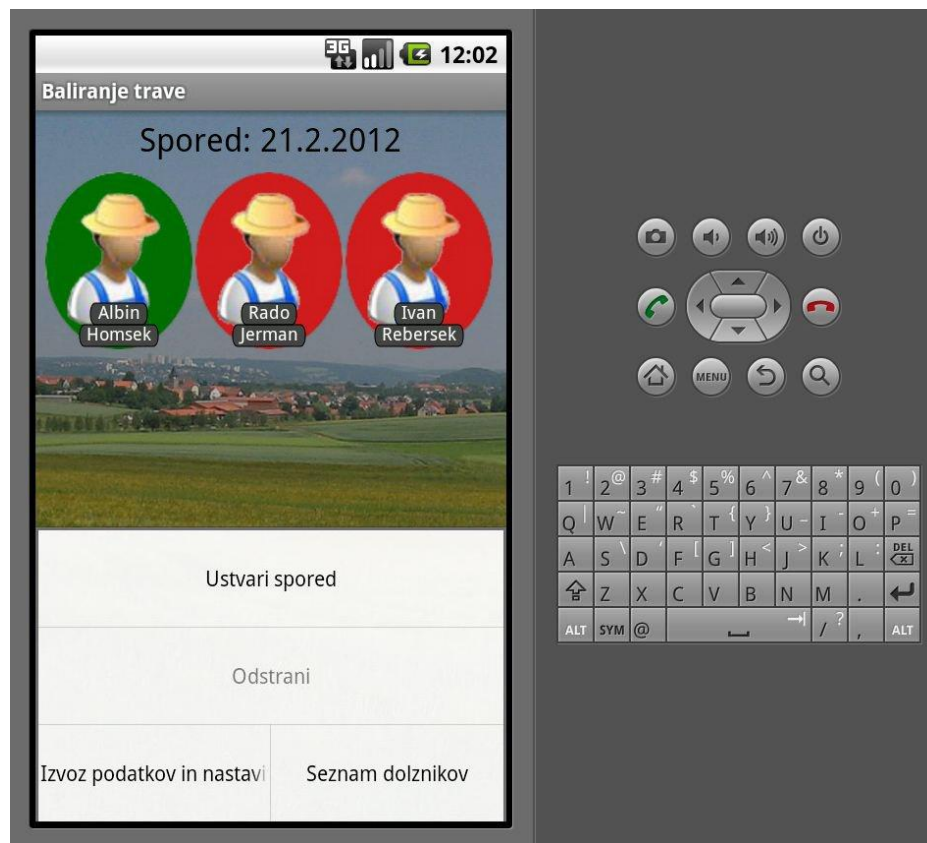 3G 12:02
Baliranje trave
Spored: 21.2.2012
Albin
Homsek
Rado
Jerman
Ivan
Rebersek
Ustvari spored
Odstrani
Izvoz podatkov in nastavi
Seznam dolznikov
MENU
1 ! 2 @ 3 # 4 $ 5 % 6 ^ 7 & 8 * 9 ( 0 )
Q | W ~ E " R ` T { Y } U _ I - O + P =
A S \ D ' F [ G ] H < J > K ; L : DEL
Z X C V B N M .
ALT SYM @ / ? , ALT